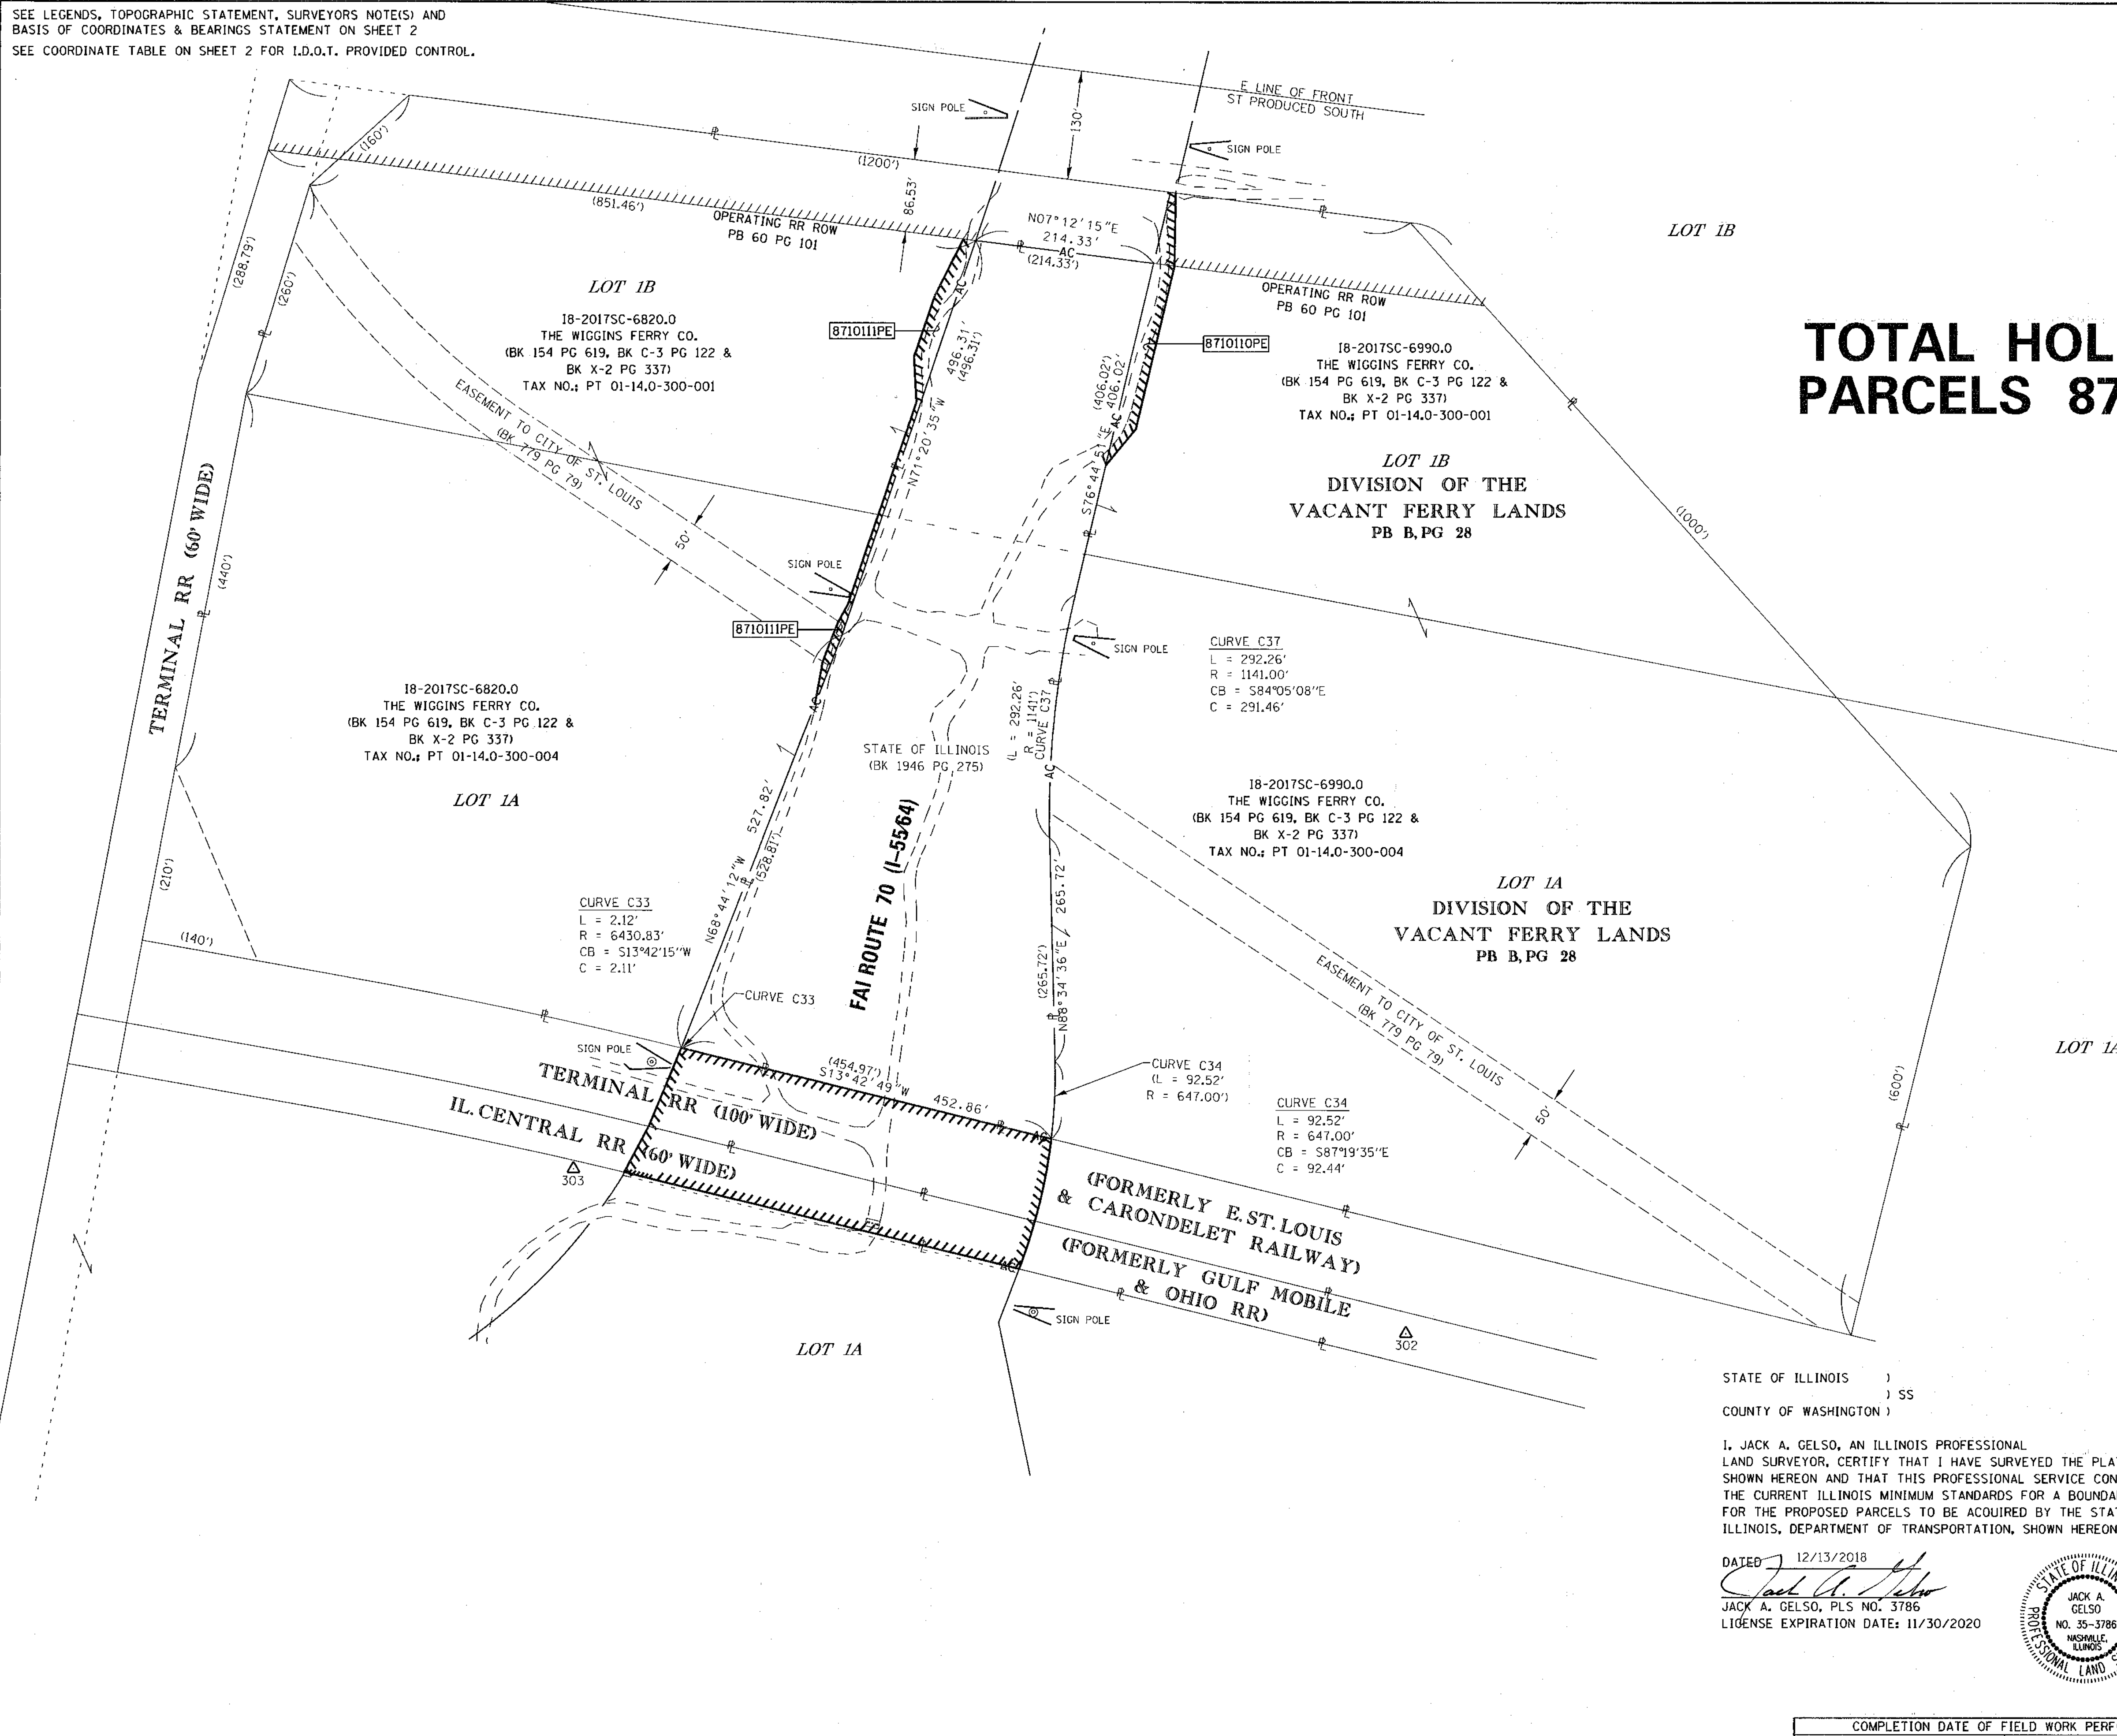 SEE LEGENDS, TOPOGRAPHIC STATEMENT, SURVEYORS NOTE(S) AND
BASIS OF COORDINATES & BEARINGS STATEMENT ON SHEET 2
SEE COORDINATE TABLE ON SHEET 2 FOR I.D.O.T. PROVIDED CONTROL.
E LINE OF FRONT
ST PRODUCED SOUTH
SIGN POLE
130'
SIGN POLE
(160')
(1200')
86.53'
(851.46')
OPERATING RR ROW
PB 60 PG 101
N07°12'15"E
214.33'
AC
(214.33')
LOT 1B
(288.79')
(260')
LOT 1B
I8-2017SC-6820.0
THE WIGGINS FERRY CO.
(BK 154 PG 619, BK C-3 PG 122 &
BK X-2 PG 337)
TAX NO.: PT 01-14.0-300-001
8710111PE
AC
496.31'
(496.31')
N71°20'35"W
OPERATING RR ROW
PB 60 PG 101
8710110PE
I8-2017SC-6990.0
THE WIGGINS FERRY CO.
(BK 154 PG 619, BK C-3 PG 122 &
BK X-2 PG 337)
TAX NO.: PT 01-14.0-300-001
TOTAL HOL
PARCELS 87
(406.02')
406.02'
AC
S76°44'51"E
LOT 1B
DIVISION OF THE
VACANT FERRY LANDS
PB B, PG 28
(1000')
EASEMENT TO CITY OF ST. LOUIS
(BK 779 PG 79)
50'
TERMINAL RR (60' WIDE)
(440')
SIGN POLE
8710111PE
SIGN POLE
CURVE C37
L = 292.26'
R = 1141.00'
CB = S84°05'08"E
C = 291.46'
(L = 292.26'
R = 1141')
CURVE C37
AC
AC
I8-2017SC-6820.0
THE WIGGINS FERRY CO.
(BK 154 PG 619, BK C-3 PG 122 &
BK X-2 PG 337)
TAX NO.: PT 01-14.0-300-004
LOT 1A
STATE OF ILLINOIS
(BK 1946 PG 275)
FAI ROUTE 70 (I-55/64)
527.82'
(528.81')
N68°44'12"W
I8-2017SC-6990.0
THE WIGGINS FERRY CO.
(BK 154 PG 619, BK C-3 PG 122 &
BK X-2 PG 337)
TAX NO.: PT 01-14.0-300-004
LOT 1A
DIVISION OF THE
VACANT FERRY LANDS
PB B, PG 28
(210')
(140')
CURVE C33
L = 2.12'
R = 6430.83'
CB = S13°42'15"W
C = 2.11'
CURVE C33
265.72'
(265.72')
N88°34'36"E
EASEMENT TO CITY OF ST. LOUIS
(BK 779 PG 79)
50'
(600')
LOT 1A
SIGN POLE
(454.97')
S13°42'49"W
452.86'
AC
CURVE C34
(L = 92.52'
R = 647.00')
CURVE C34
L = 92.52'
R = 647.00'
CB = S87°19'35"E
C = 92.44'
TERMINAL RR (100' WIDE)
IL. CENTRAL RR (60' WIDE)
303
(FORMERLY E. ST. LOUIS
& CARONDELET RAILWAY)
(FORMERLY GULF MOBILE
& OHIO RR)
AC
SIGN POLE
302
LOT 1A
STATE OF ILLINOIS )
) SS
COUNTY OF WASHINGTON )
I, JACK A. GELSO, AN ILLINOIS PROFESSIONAL
LAND SURVEYOR, CERTIFY THAT I HAVE SURVEYED THE PLA
SHOWN HEREON AND THAT THIS PROFESSIONAL SERVICE CON
THE CURRENT ILLINOIS MINIMUM STANDARDS FOR A BOUNDA
FOR THE PROPOSED PARCELS TO BE ACQUIRED BY THE STA
ILLINOIS, DEPARTMENT OF TRANSPORTATION, SHOWN HEREON
DATED 12/13/2018
Jack A. Gelso
JACK A. GELSO, PLS NO. 3786
LICENSE EXPIRATION DATE: 11/30/2020
STATE OF ILLIN
JACK A.
GELSO
NO. 35-3786
NASHVILLE,
ILLINOIS
PROFESSIONAL LAND S
COMPLETION DATE OF FIELD WORK PERF